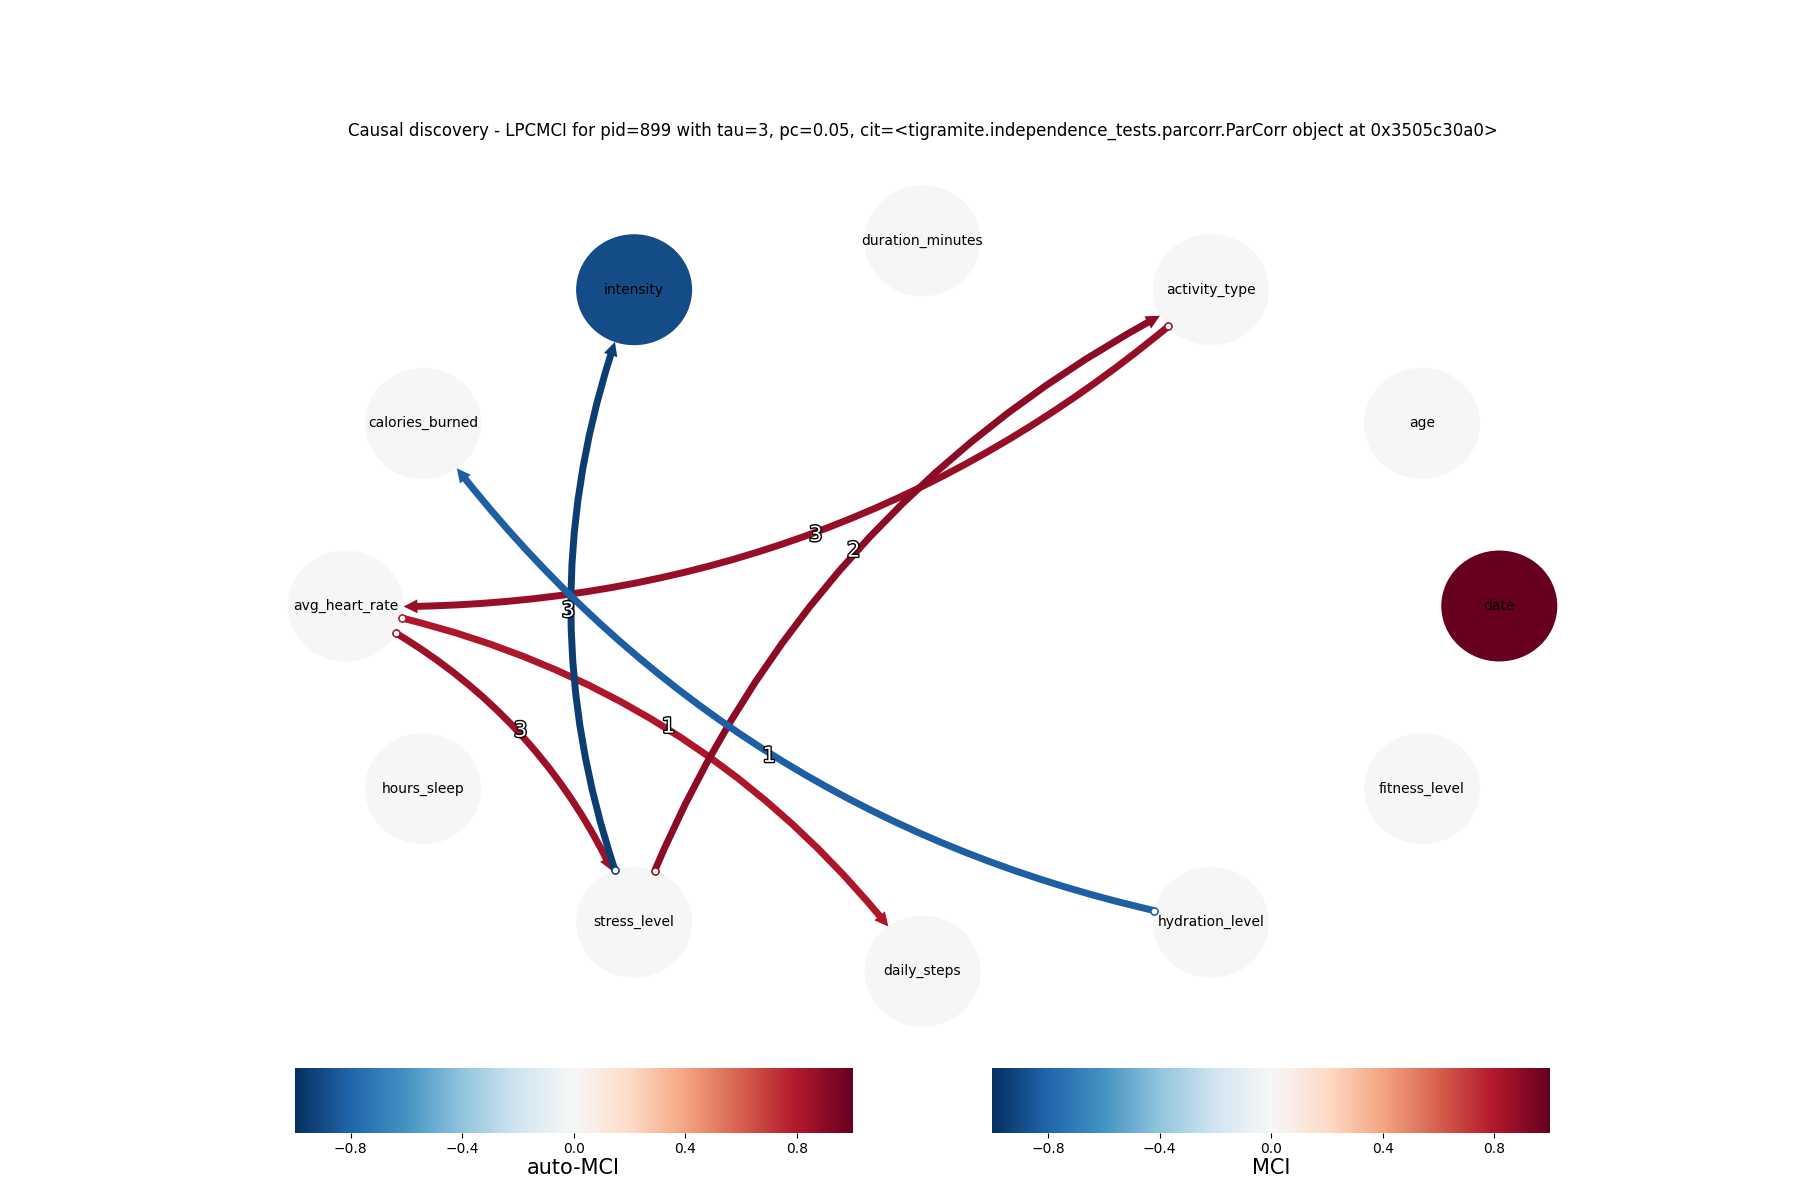 Causal discovery - LPCMCI for pid=899 with tau=3, pc=0.05, cit=<tigramite.independence_tests.parcorr.ParCorr object at 0x3505c30a0>
duration_minutes
intensity
activity_type
calories_burned
age
3
2
avg_heart_rate
3
date
3
1
1
hours_sleep
fitness_level
stress_level
hydration_level
daily_steps
−0.8 −0.4 0.0 0.4 0.8
auto-MCI
−0.8 −0.4 0.0 0.4 0.8
MCI